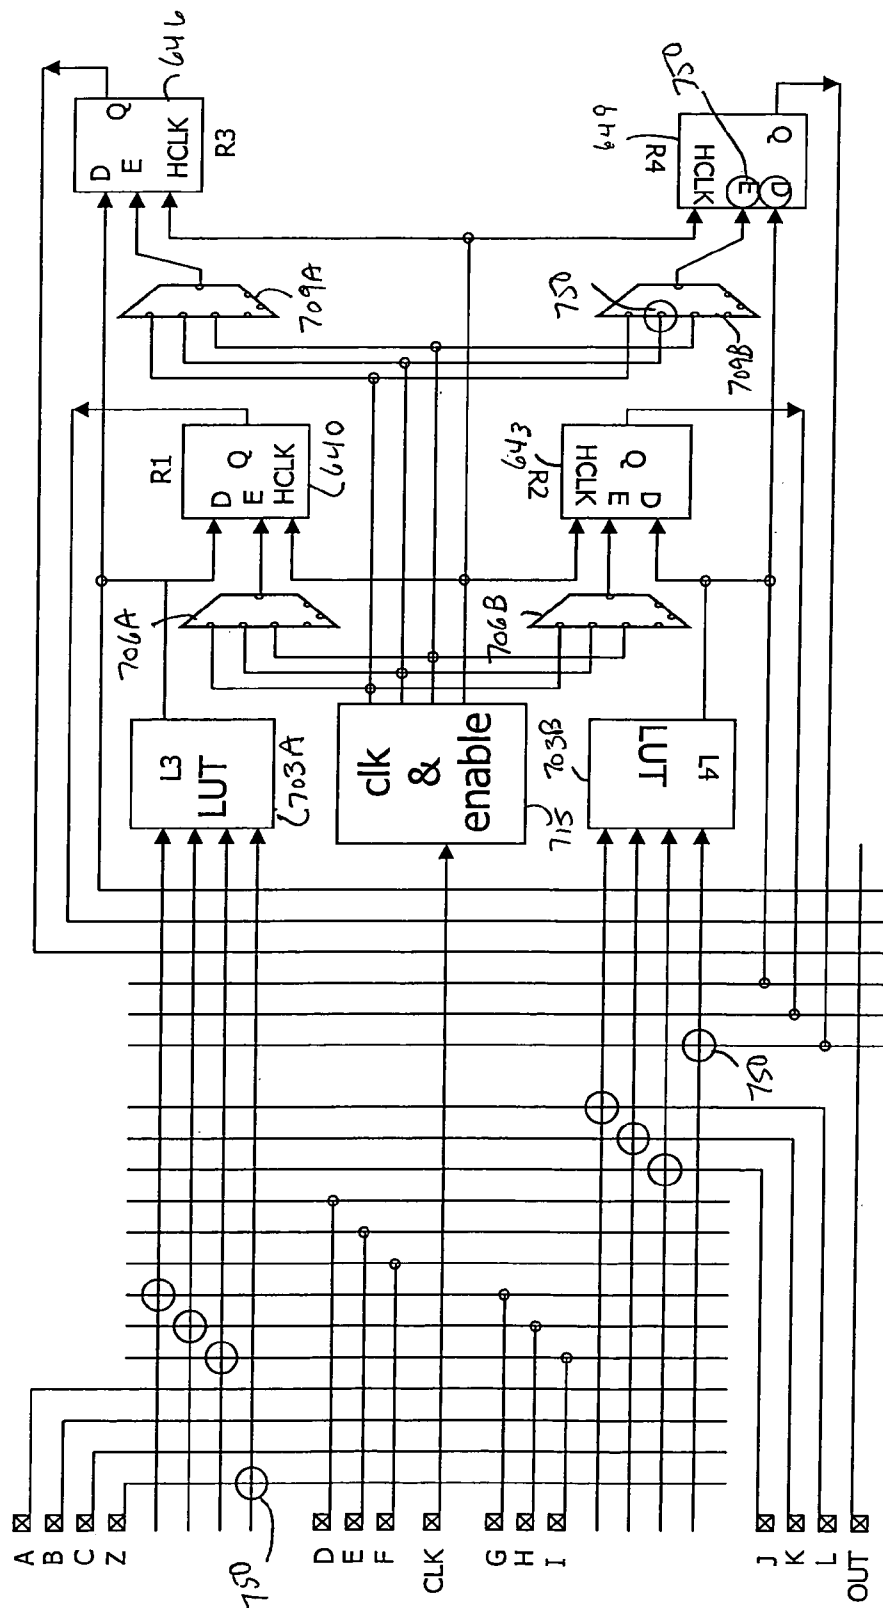 646
Q
D
E
HCLK
R3
709A
750
649
R4
HCLK
E
D
Q
750
709B
R1
D
E
Q
HCLK
640
643
R2
HCLK
E
Q
D
706A
706B
L3
LUT
703A
clk
&
enable
715
703B
LUT
L4
750
A
B
C
Z
750
D
E
F
CLK
G
H
I
J
K
L
OUT